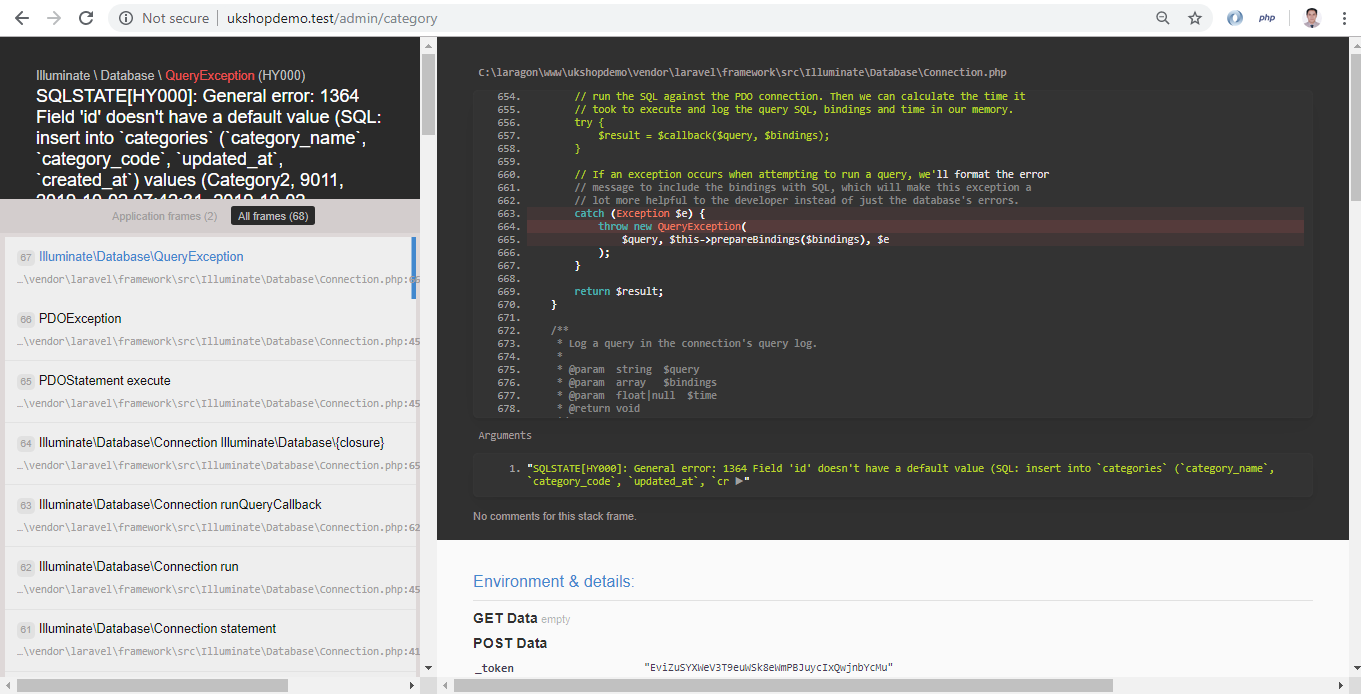 Not secure
ukshopdemo.test/admin/category
php
Illuminate \ Database \ QueryException (HY000)
SQLSTATE[HY000]: General error: 1364
Field 'id' doesn't have a default value (SQL:
insert into `categories` (`category_name`,
`category_code`, `updated_at`,
`created_at`) values (Category2, 9011,
Application frames (2)
All frames (68)
67 Illuminate\Database\QueryException
…\vendor\laravel\framework\src\Illuminate\Database\Connection.php:66
66 PDOException
…\vendor\laravel\framework\src\Illuminate\Database\Connection.php:45
65 PDOStatement execute
…\vendor\laravel\framework\src\Illuminate\Database\Connection.php:45
64 Illuminate\Database\Connection Illuminate\Database\{closure}
…\vendor\laravel\framework\src\Illuminate\Database\Connection.php:65
63 Illuminate\Database\Connection runQueryCallback
…\vendor\laravel\framework\src\Illuminate\Database\Connection.php:62
62 Illuminate\Database\Connection run
…\vendor\laravel\framework\src\Illuminate\Database\Connection.php:45
61 Illuminate\Database\Connection statement
…\vendor\laravel\framework\src\Illuminate\Database\Connection.php:41
C:\laragon\www\ukshopdemo\vendor\laravel\framework\src\Illuminate\Database\Connection.php
654. // run the SQL against the PDO connection. Then we can calculate the time it
655. // took to execute and log the query SQL, bindings and time in our memory.
656. try {
657. $result = $callback($query, $bindings);
658. }
659.
660. // If an exception occurs when attempting to run a query, we'll format the error
661. // message to include the bindings with SQL, which will make this exception a
662. // lot more helpful to the developer instead of just the database's errors.
663. catch (Exception $e) {
664. throw new QueryException(
665. $query, $this->prepareBindings($bindings), $e
666. );
667. }
668.
669. return $result;
670. }
671.
672. /**
673. * Log a query in the connection's query log.
674. *
675. * @param string $query
676. * @param array $bindings
677. * @param float|null $time
678. * @return void
Arguments
1. "SQLSTATE[HY000]: General error: 1364 Field 'id' doesn't have a default value (SQL: insert into `categories` (`category_name`,
`category_code`, `updated_at`, `cr ▶"
No comments for this stack frame.
Environment & details:
GET Data empty
POST Data
_token "EviZuSYXWeV3T9euWSk8eWmPBJuycIxQwjnbYcMu"